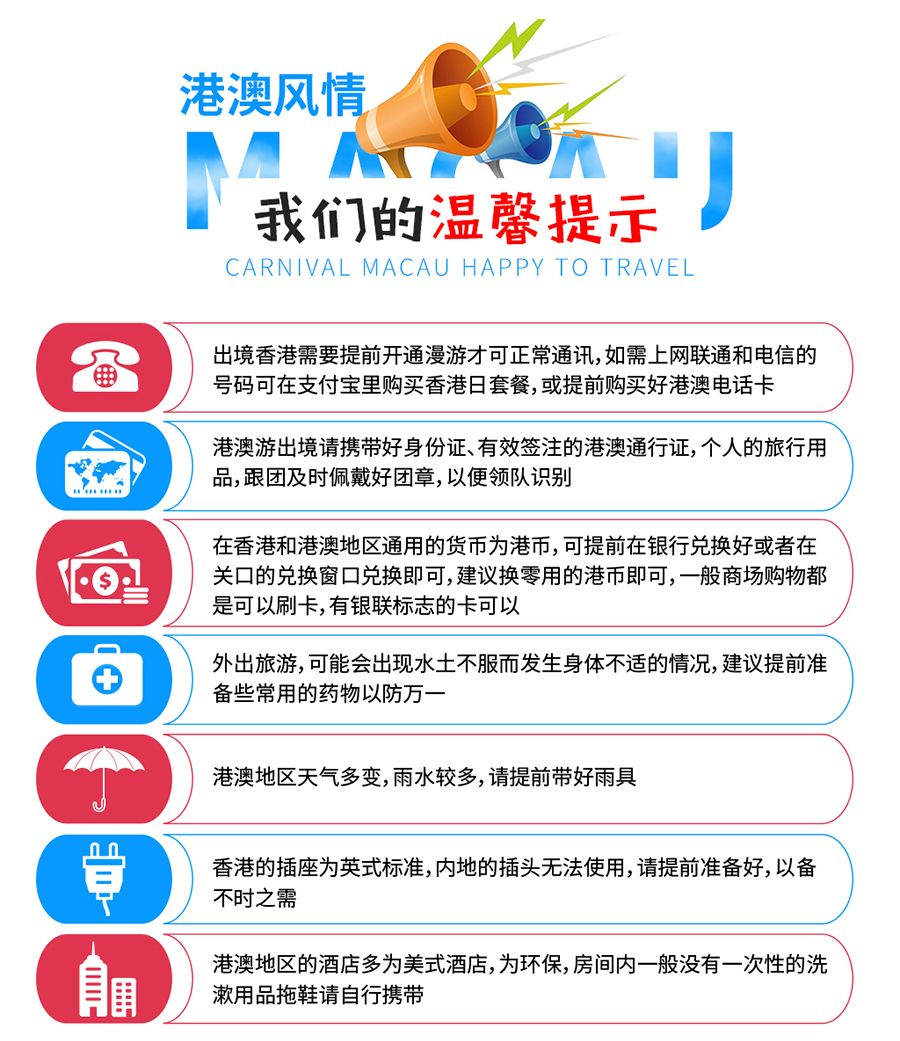 港澳风情
MACAU
我们的温馨提示
CARNIVAL MACAU HAPPY TO TRAVEL
出境香港需要提前开通漫游才可正常通讯，如需上网联通和电信的
号码可在支付宝里购买香港日套餐，或提前购买好港澳电话卡
港澳游出境请携带好身份证、有效签注的港澳通行证，个人的旅行用
品，跟团及时佩戴好团章，以便领队识别
在香港和港澳地区通用的货币为港币，可提前在银行兑换好或者在
关口的兑换窗口兑换即可，建议换零用的港币即可，一般商场购物都
是可以刷卡，有银联标志的卡可以
外出旅游，可能会出现水土不服而发生身体不适的情况，建议提前准
备些常用的药物以防万一
港澳地区天气多变，雨水较多，请提前带好雨具
香港的插座为英式标准，内地的插头无法使用，请提前准备好，以备
不时之需
港澳地区的酒店多为美式酒店，为环保，房间内一般没有一次性的洗
漱用品拖鞋请自行携带